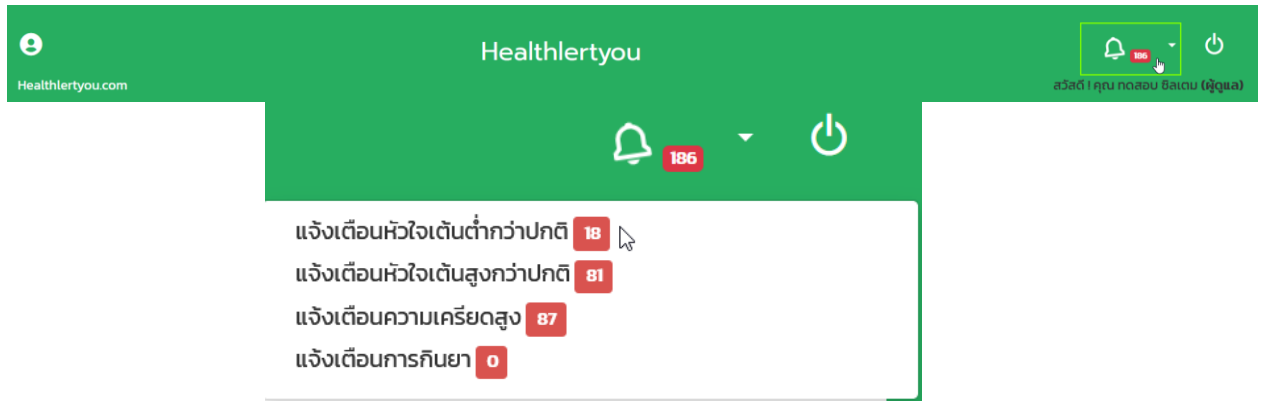 Healthlertyou
186
Healthlertyou.com
สวัสดี ! คุณ ทดสอบ ซิสเตม (ผู้ดูแล)
186
แจ้งเตือนหัวใจเต้นต่ำกว่าปกติ 18
แจ้งเตือนหัวใจเต้นสูงกว่าปกติ 81
แจ้งเตือนความเครียดสูง 87
แจ้งเตือนการกินยา 0